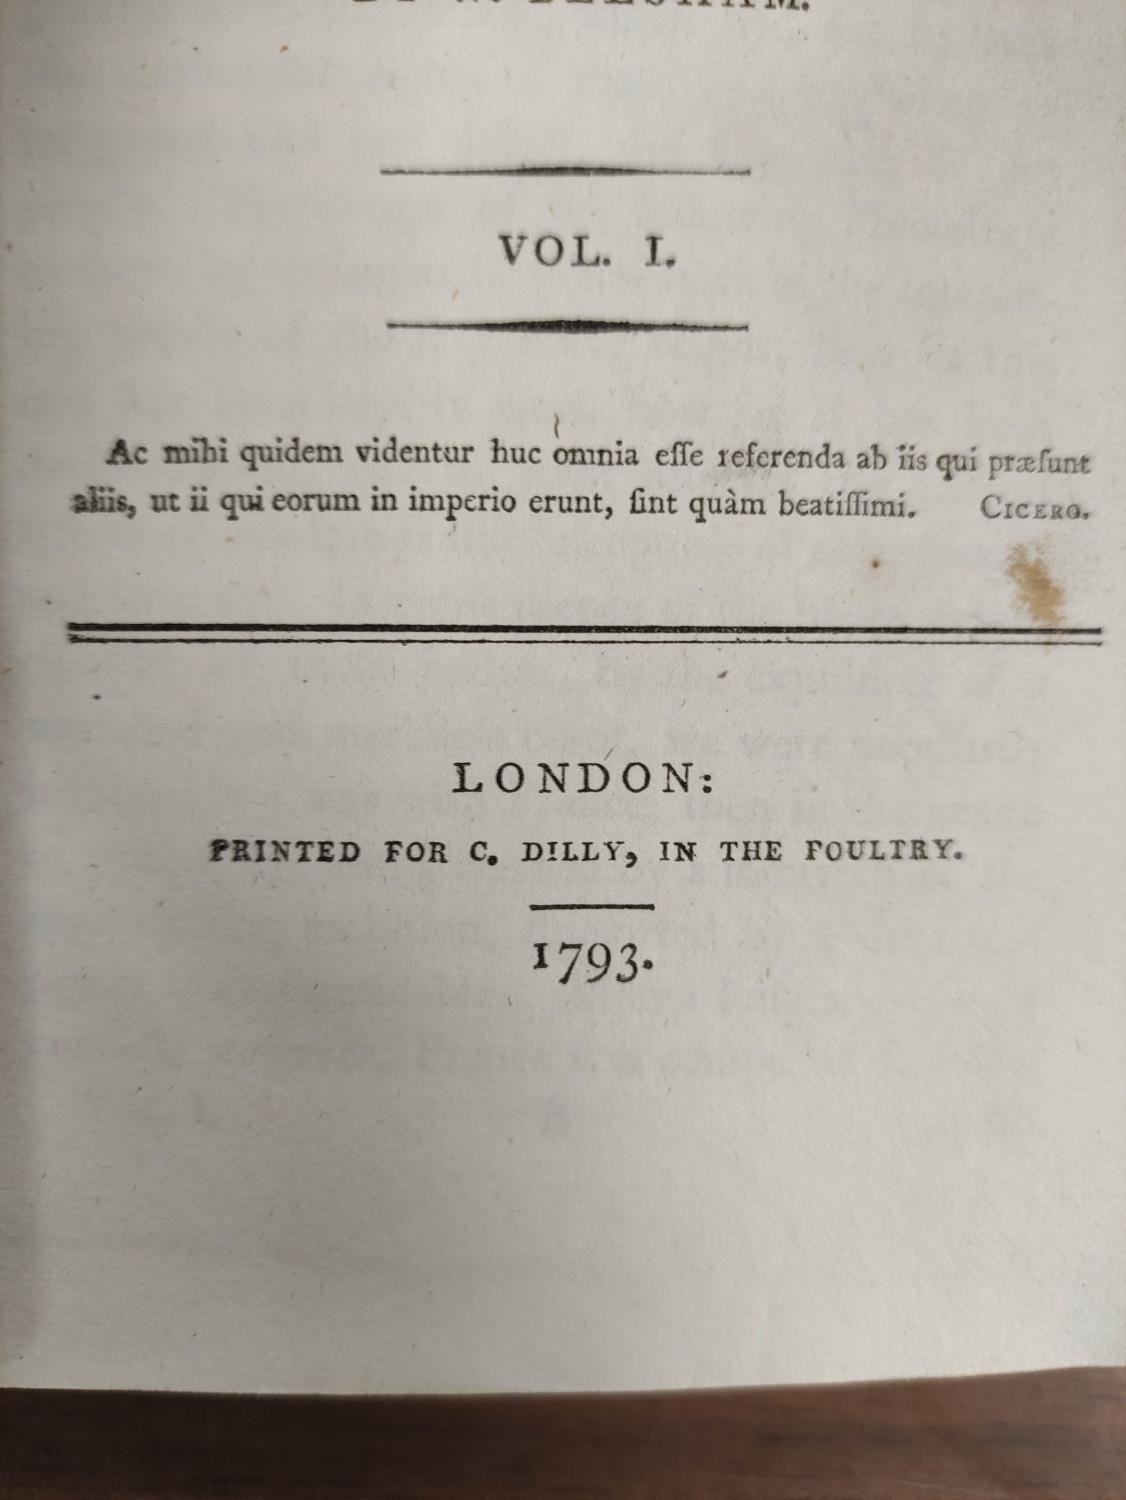 VOL. I.
Ac mihi quidem videntur huc omnia eſſe referenda ab iis qui præſunt
aliis, ut ii qui eorum in imperio erunt, ſint quàm beatiſſimi. CICERO.
LONDON:
PRINTED FOR C. DILLY, IN THE POULTRY.
1793.